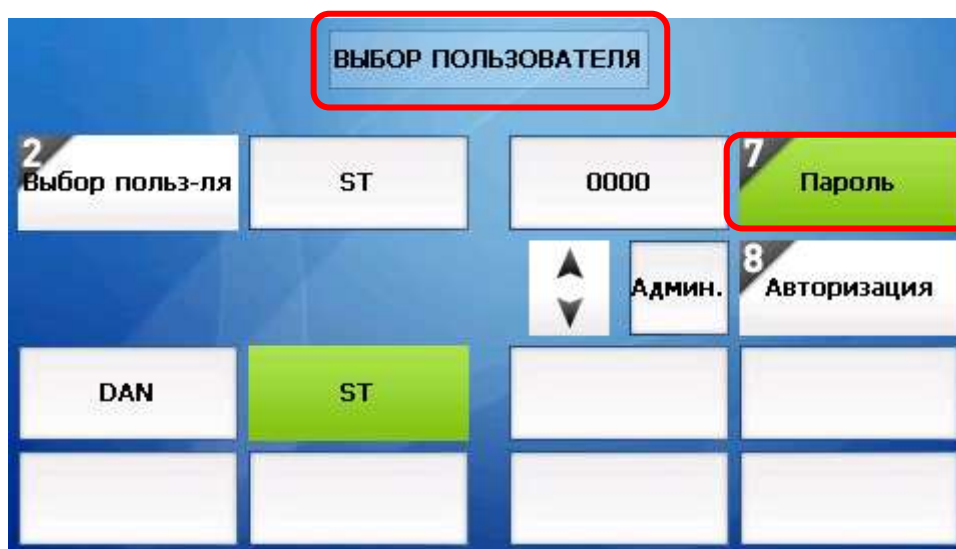 ВЫБОР ПОЛЬЗОВАТЕЛЯ
2
Выбор польз-ля
ST
0000
7
Пароль
Админ.
8
Авторизация
DAN
ST